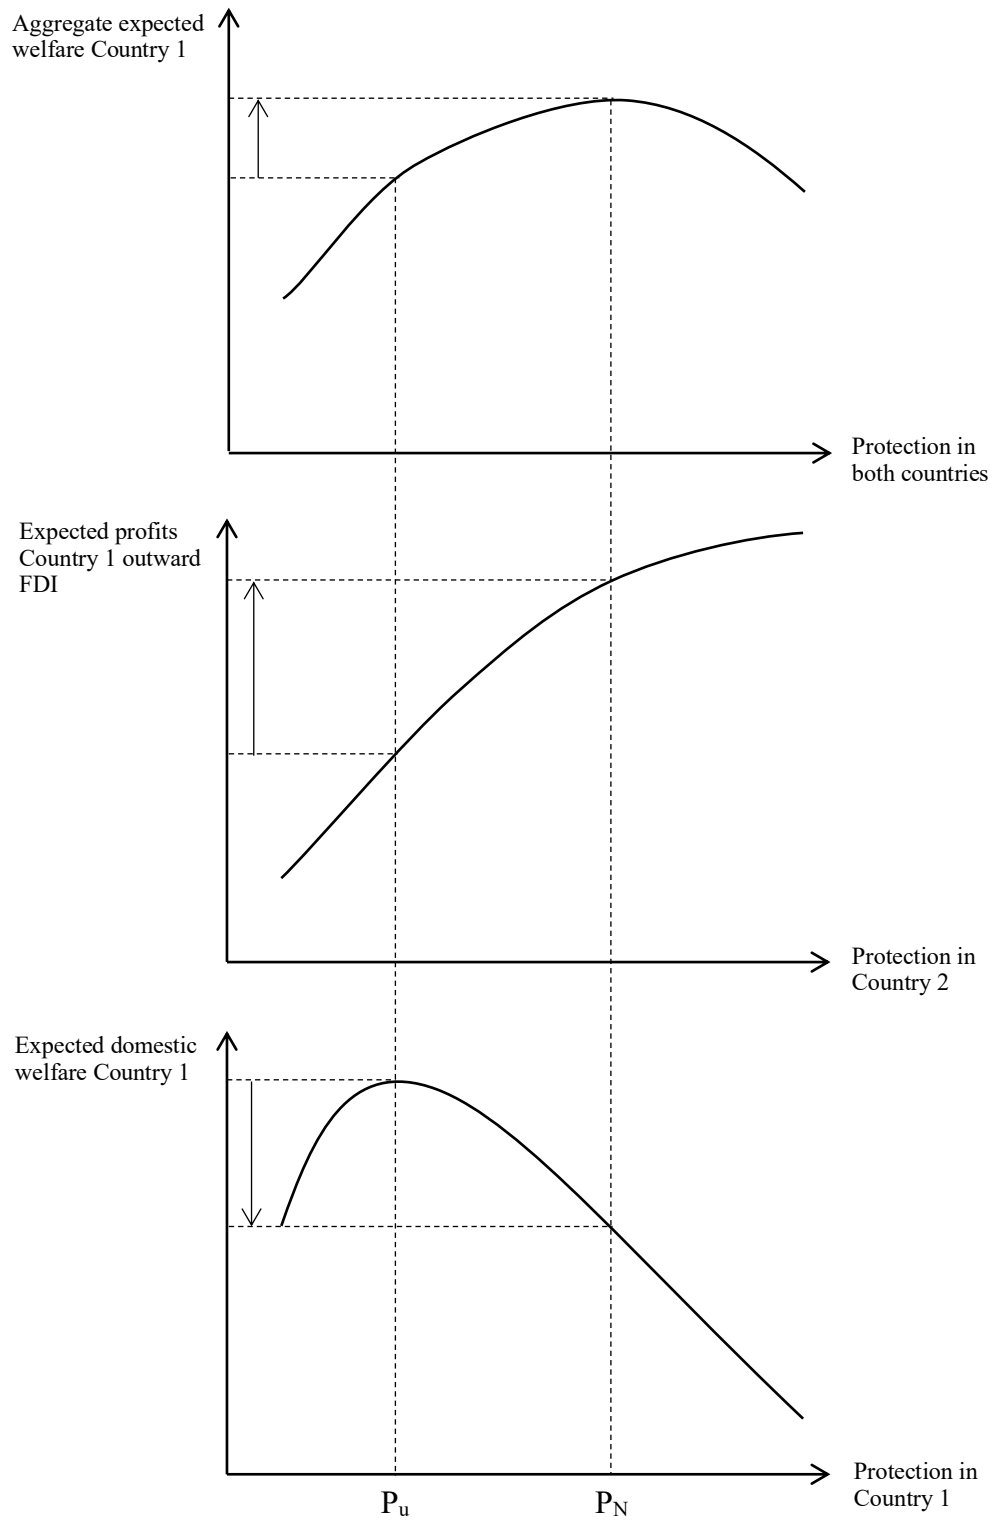 Aggregate expected
welfare Country 1
Protection in
both countries
Expected profits
Country 1 outward
FDI
Protection in
Country 2
Expected domestic
welfare Country 1
Protection in
Country 1
Pu
PN